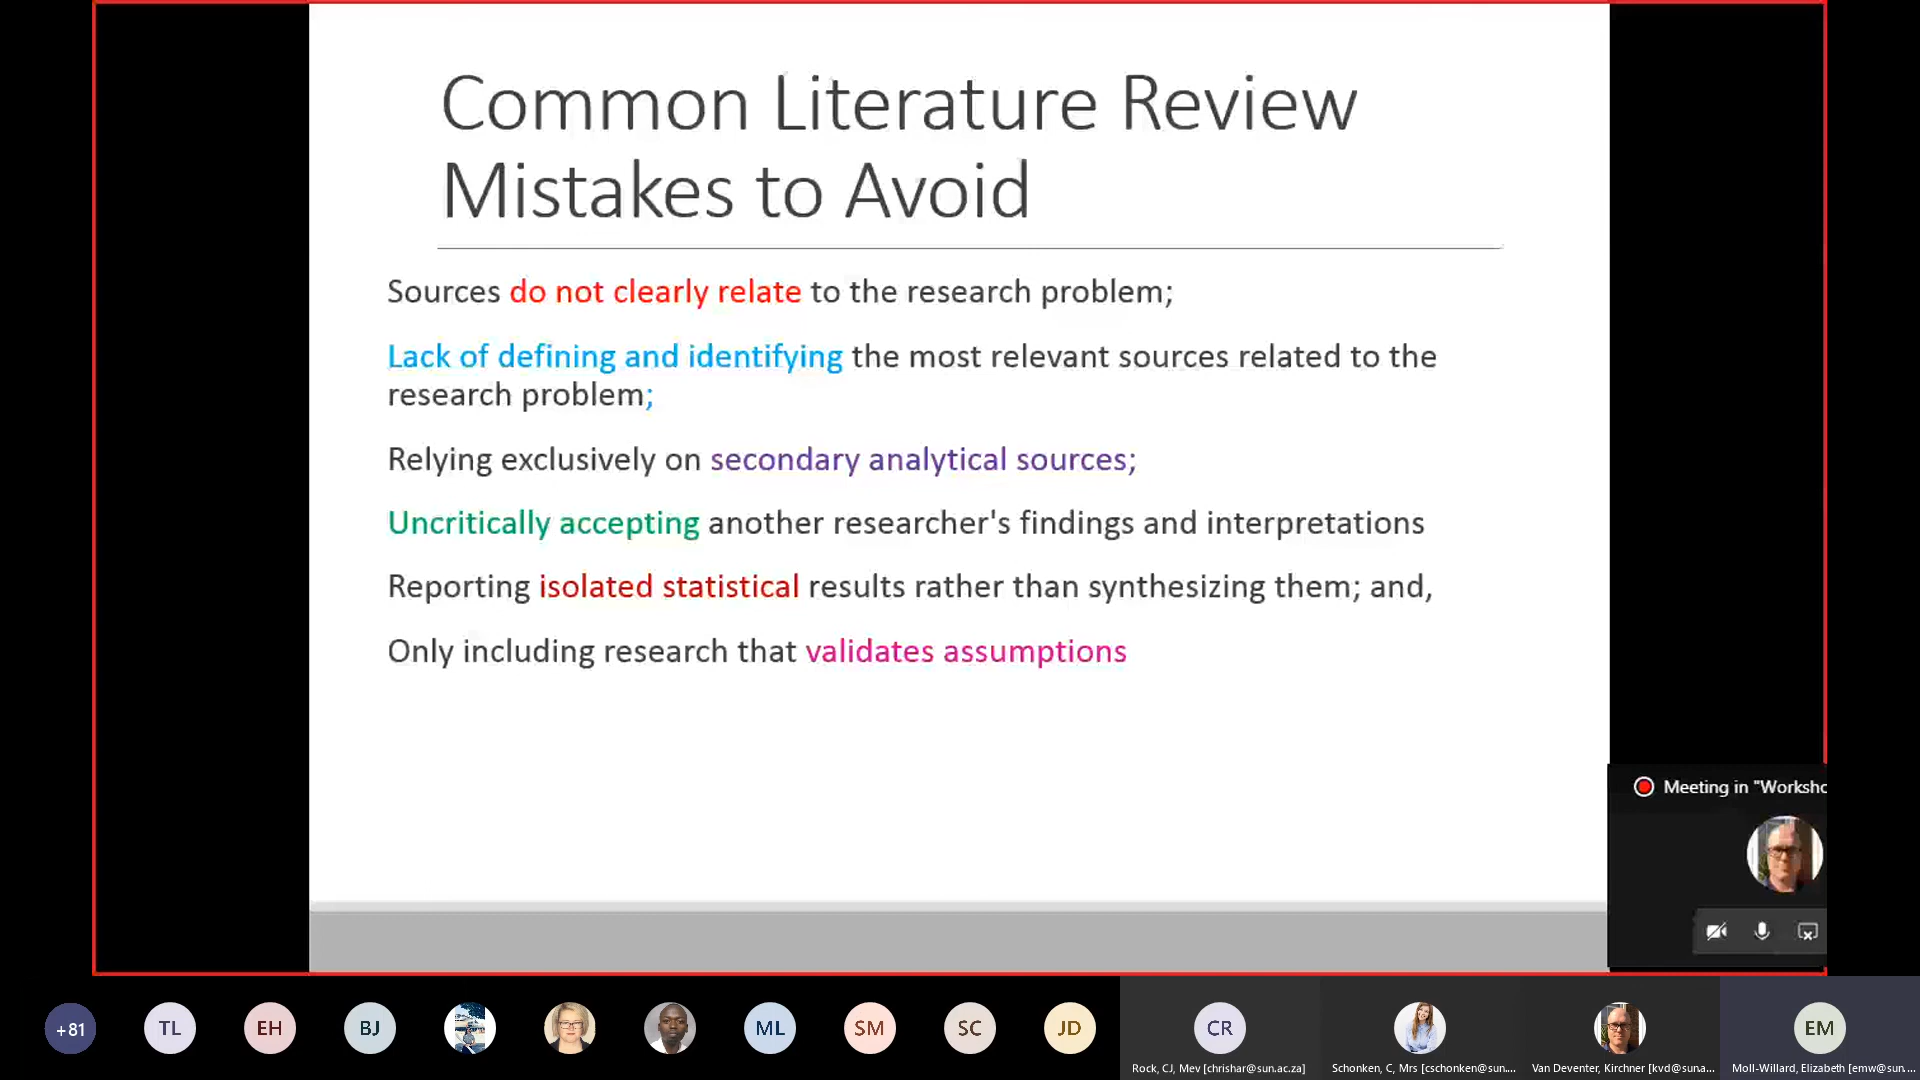 Common Literature Review
Mistakes to Avoid
Sources do not clearly relate to the research problem;
Lack of defining and identifying the most relevant sources related to the
research problem;
Relying exclusively on secondary analytical sources;
Uncritically accepting another researcher's findings and interpretations
Reporting isolated statistical results rather than synthesizing them; and,
Only including research that validates assumptions
Meeting in "Worksho
+81
TL
EH
BJ
ML
SM
SC
JD
CR
EM
Rock, CJ, Mev [chrishar@sun.ac.za]
Schonken, C, Mrs [cschonken@sun....
Van Deventer, Kirchner [kvd@suna...
Moll-Willard, Elizabeth [emw@sun....